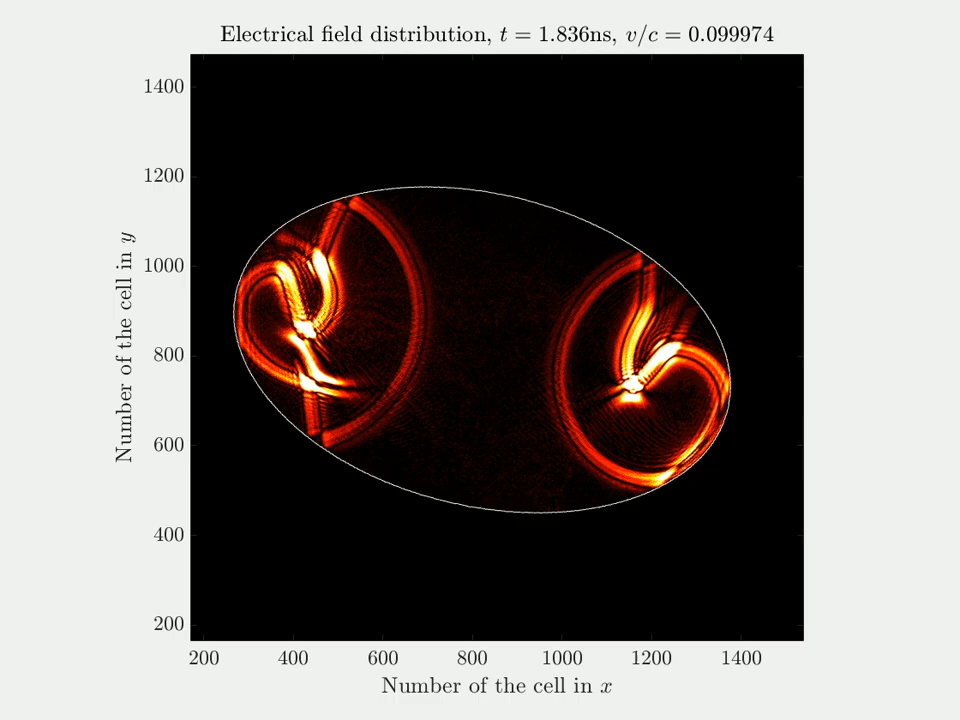 Electrical field distribution, t = 1.836ns, v/c = 0.099974
1400
1200
1000
800
600
400
200
Number of the cell in y
200 400 600 800 1000 1200 1400
Number of the cell in x